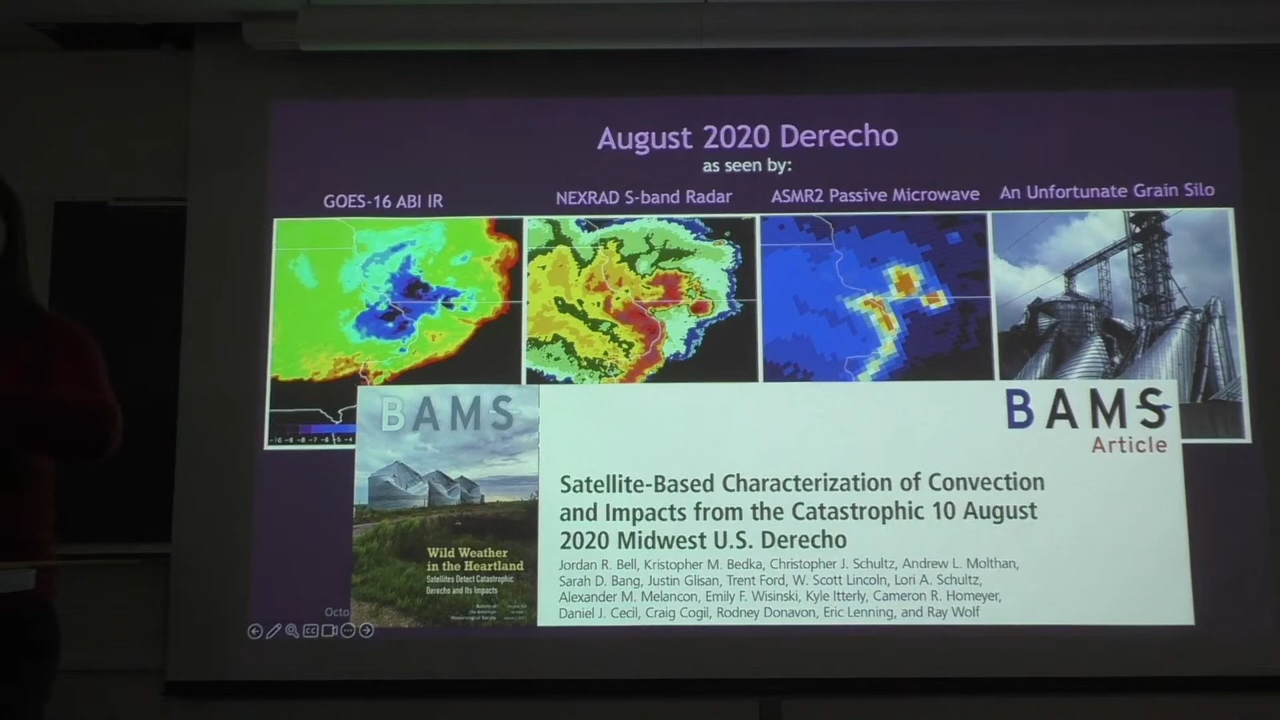 August 2020 Derecho
as seen by:
GOES-16 ABI IR
NEXRAD S-band Radar
ASMR2 Passive Microwave
An Unfortunate Grain Silo
BAMS
Wild Weather
in the Heartland
Satellites Detect Catastrophic
Derecho and Its Impacts
BAMS
Article
Satellite-Based Characterization of Convection
and Impacts from the Catastrophic 10 August
2020 Midwest U.S. Derecho
Jordan R. Bell, Kristopher M. Bedka, Christopher J. Schultz, Andrew L. Molthan,
Sarah D. Bang, Justin Glisan, Trent Ford, W. Scott Lincoln, Lori A. Schultz,
Alexander M. Melancon, Emily F. Wisinski, Kyle Itterly, Cameron R. Homeyer,
Daniel J. Cecil, Craig Cogil, Rodney Donavon, Eric Lenning, and Ray Wolf
Octo
CC